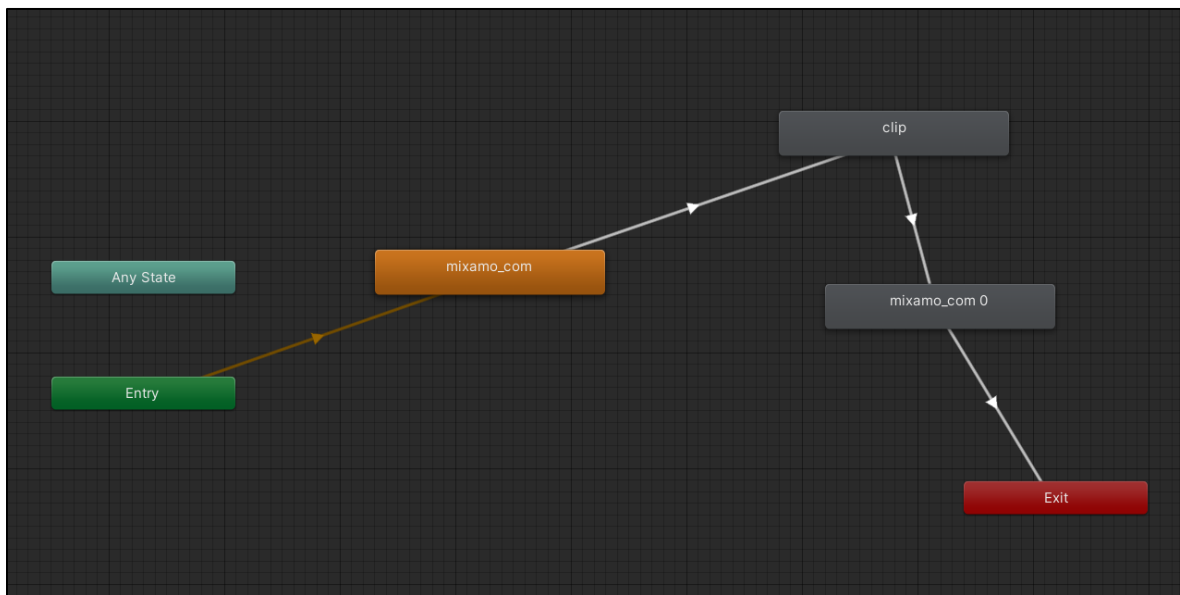 clip
mixamo_com
Any State
mixamo_com 0
Entry
Exit